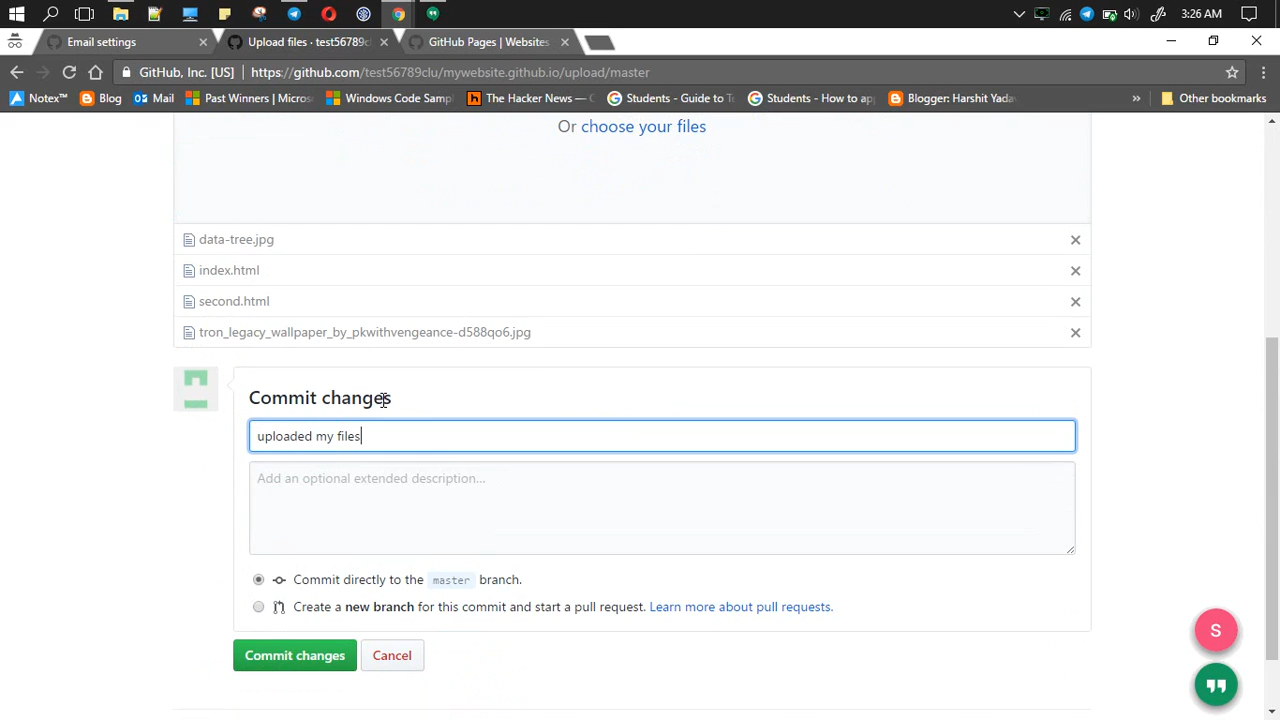 3:26 AM
Email settings
Upload files · test56789cl
GitHub Pages | Websites
GitHub, Inc. [US]
https://github.com/test56789clu/mywebsite.github.io/upload/master
Notex™
Blog
Mail
Past Winners | Micros
Windows Code Samp
The Hacker News —
Students - Guide to T
Students - How to ap
Blogger: Harshit Yada
»
Other bookmarks
Or choose your files
data-tree.jpg
index.html
second.html
tron_legacy_wallpaper_by_pkwithvengeance-d588qo6.jpg
Commit changes
uploaded my files
Add an optional extended description...
Commit directly to the master branch.
Create a new branch for this commit and start a pull request. Learn more about pull requests.
Commit changes
Cancel
S